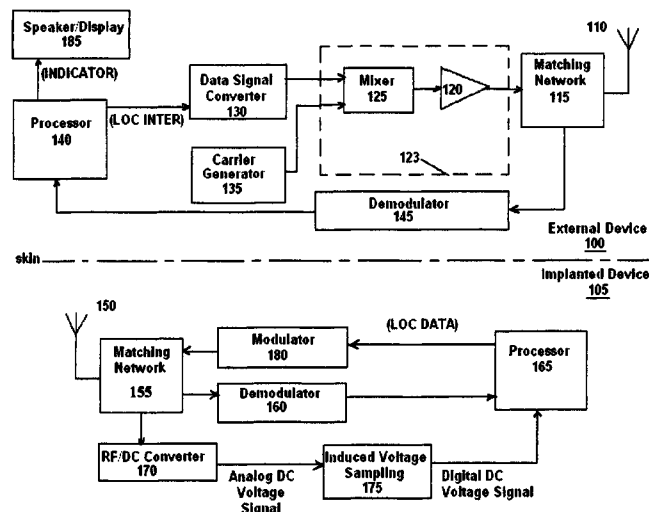 Speaker/Display
185
(INDICATOR)
Processor
140
(LOC INTER)
Data Signal
Converter
130
Carrier
Generator
135
Mixer
125
120
123
110
Matching
Network
115
Demodulator
145
External Device
100
skin
Implanted Device
105
150
Matching
Network
155
Modulator
180
(LOC DATA)
Demodulator
160
Processor
165
RF/DC Converter
170
Analog DC
Voltage
Signal
Induced Voltage
Sampling
175
Digital DC
Voltage Signal